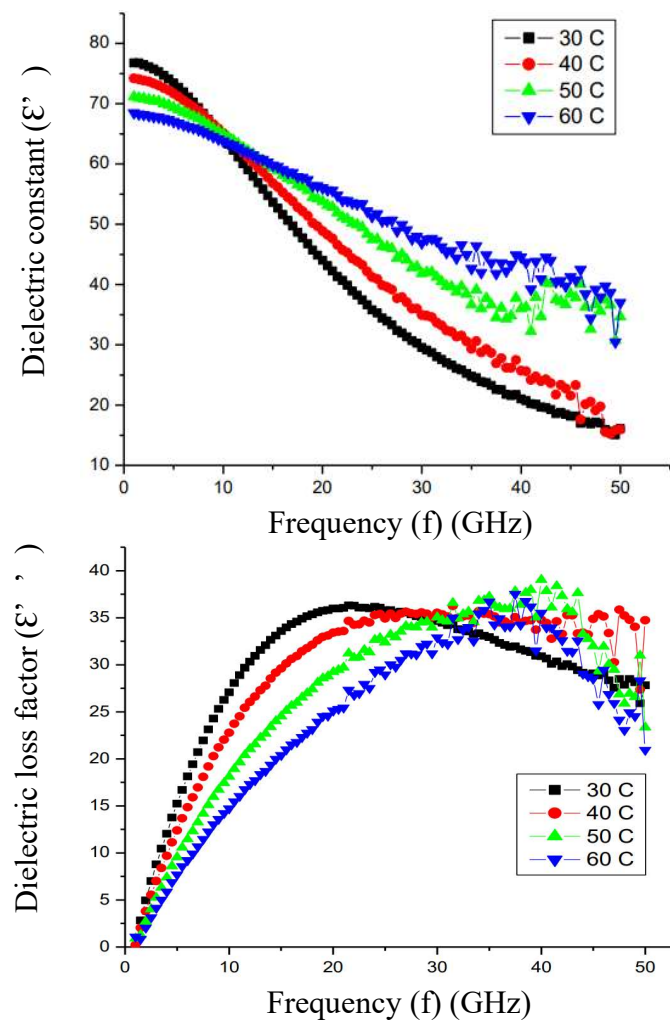 Dielectric constant (Ɛ’ )
80
70
60
50
40
30
20
10
30 C
40 C
50 C
60 C
0 10 20 30 40 50
Frequency (f) (GHz)
Dielectric loss factor (Ɛ’ ’ )
40
35
30
25
20
15
10
5
0
30 C
40 C
50 C
60 C
0 10 20 30 40 50
Frequency (f) (GHz)